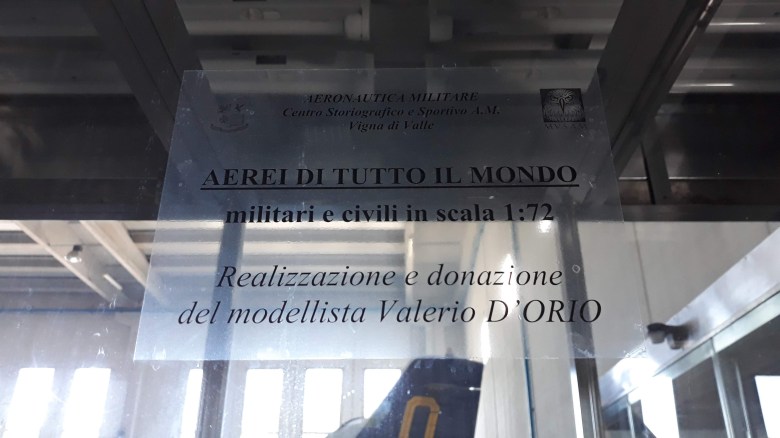 AERONAUTICA MILITARE
Centro Storiografico e Sportivo A.M.
Vigna di Valle
AEREI DI TUTTO IL MONDO
militari e civili in scala 1:72
Realizzazione e donazione
del modellista Valerio D'ORIO